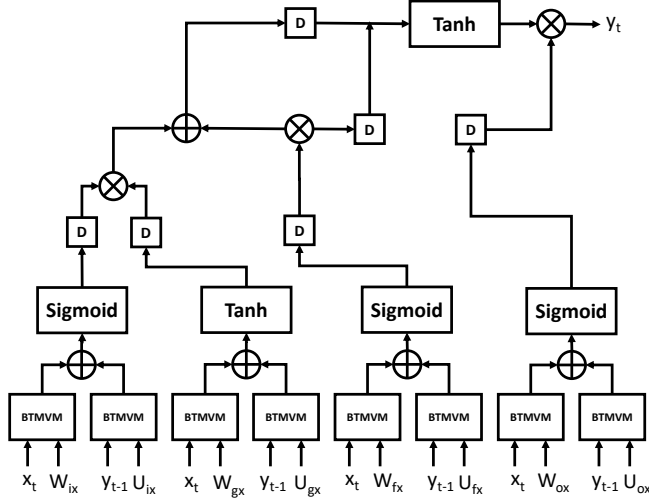 D Tanh y_t
D D
D D D
Sigmoid Tanh Sigmoid Sigmoid
BTMVM BTMVM BTMVM BTMVM BTMVM BTMVM BTMVM BTMVM
x_t W_ix y_t-1 U_ix x_t W_gx y_t-1 U_gx x_t W_fx y_t-1 U_fx x_t W_ox y_t-1 U_ox